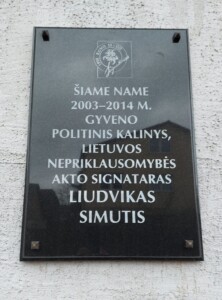 ŠIAME NAME
2003–2014 M.
GYVENO
POLITINIS KALINYS,
LIETUVOS
NEPRIKLAUSOMYBĖS
AKTO SIGNATARAS
LIUDVIKAS
SIMUTIS